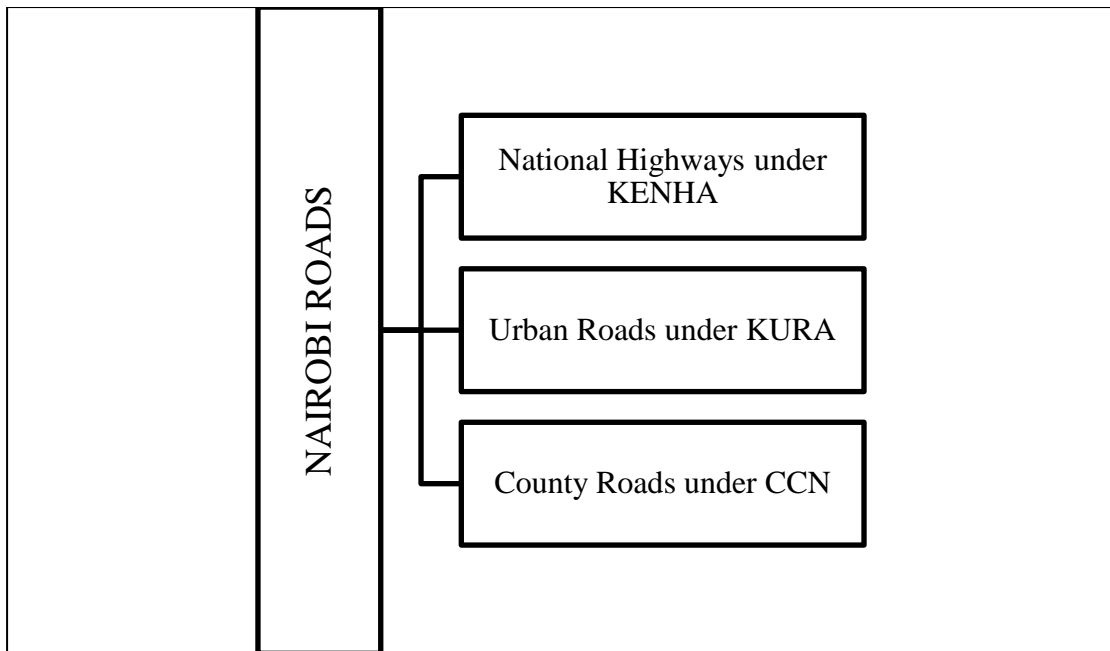 NAIROBI ROADS
National Highways under
KENHA
Urban Roads under KURA
County Roads under CCN